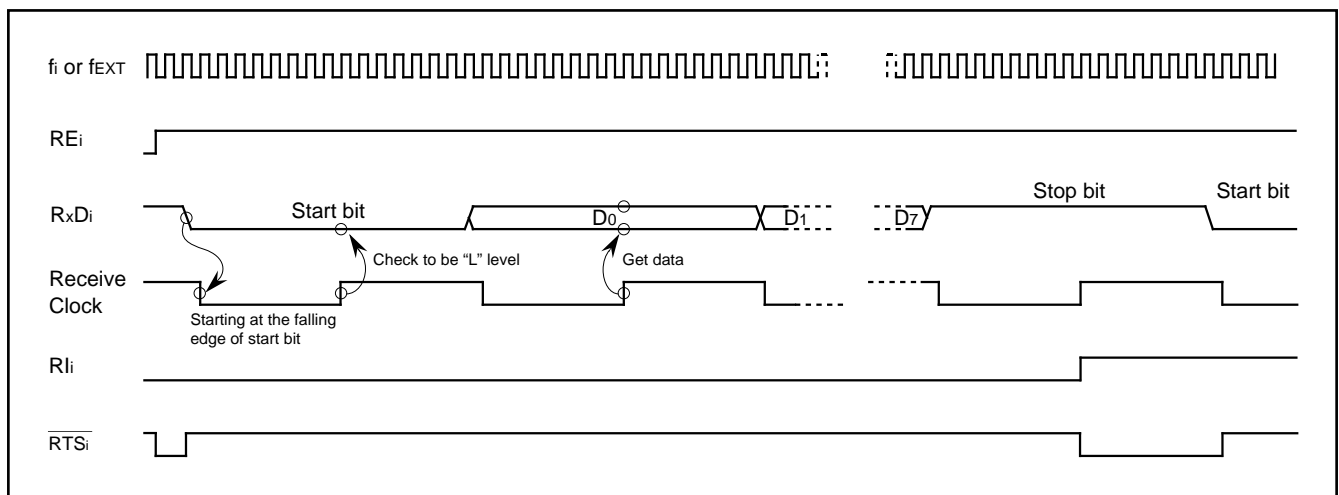 fi or fEXT
REi
RxDi
Start bit
D0
D1
D7
Stop bit
Start bit
Check to be “L” level
Get data
Receive
Clock
Starting at the falling
edge of start bit
RIi
RTSi